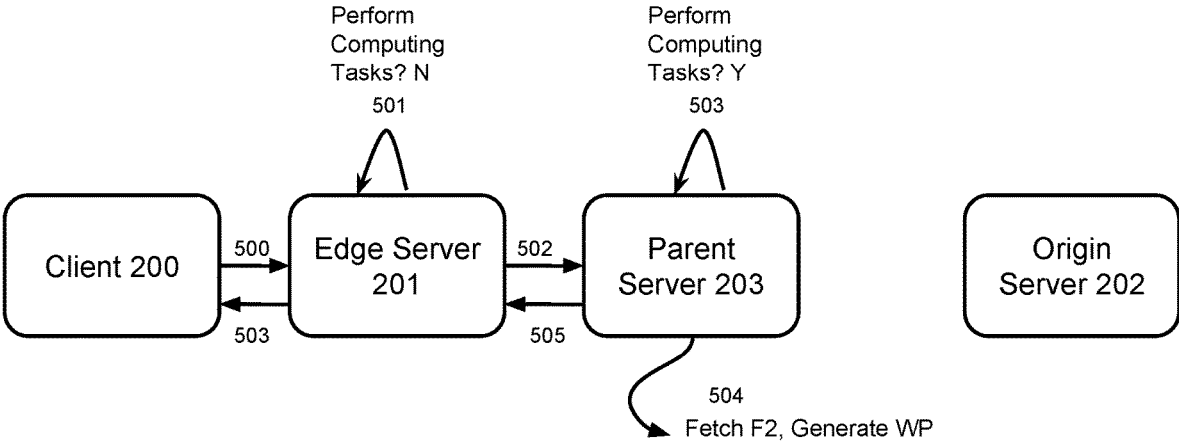 Perform
Computing
Tasks? N
501
Perform
Computing
Tasks? Y
503
Client 200
500
503
Edge Server
201
502
505
Parent
Server 203
Origin
Server 202
504
Fetch F2, Generate WP